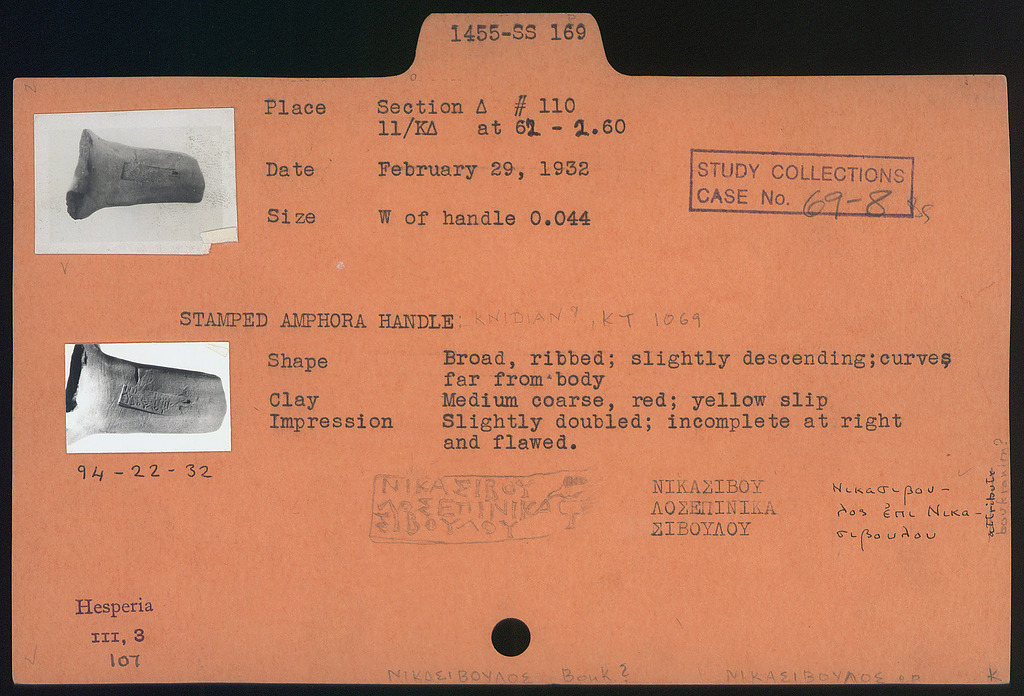 1455-SS 169
Place Section Δ # 110
11/ΚΔ at 62 - 2.60
Date February 29, 1932
Size W of handle 0.044
STUDY COLLECTIONS
CASE No. 69-8 SS
STAMPED AMPHORA HANDLE: KNIDIAN?, KT 1069
Shape Broad, ribbed; slightly descending;curves
far from body
Clay Medium coarse, red; yellow slip
Impression Slightly doubled; incomplete at right
and flawed.
94-22-32
ΝΙΚΑΣΙΒΟΥ
ΛΟΣΕΠΙΝΙΚΑ
ΣΙΒΟΥΛΟΥ
ΝΙΚΑΣΙΒΟΥ
ΛΟΣΕΠΙΝΙΚΑ
ΣΙΒΟΥΛΟΥ
Νικασιβου-
λος ἐπι Νικα-
σιβουλου
attribute
boukranion?
Hesperia
III, 3
107
ΝΙΚΑΣΙΒΟΥΛΟΣ Bouk?
ΝΙΚΑΣΙΒΟΥΛΟΣ
K